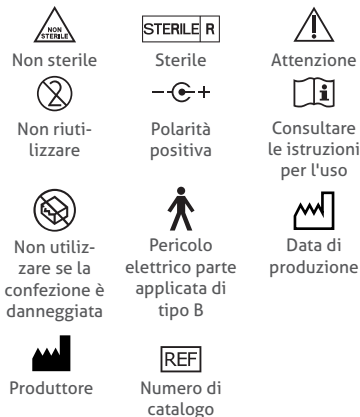 NON STERILE
STERILE R
Non sterile
Sterile
Attenzione
2
Non riuti-
lizzare
Polarità
positiva
Consultare
le istruzioni
per l'uso
Non utiliz-
zare se la
confezione è
danneggiata
Pericolo
elettrico parte
applicata di
tipo B
Data di
produzione
REF
Produttore
Numero di
catalogo